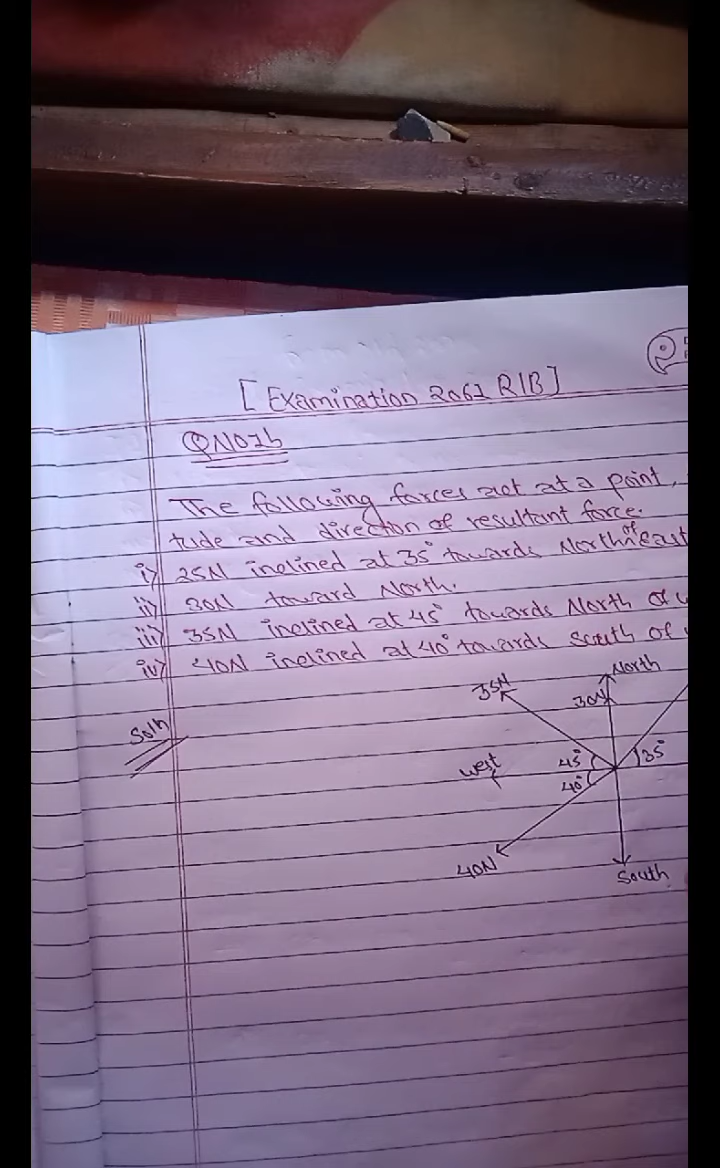 [Examination 2061 R/B]
QN01b
The following forces act at a point,
tude and direction of resultant force.
i) 25N inclined at 35° towards North of east
ii) 30N toward North.
iii) 35N inclined at 45° towards North of
iv) 40N inclined at 40° towards South of
Soln
35N
North
30N
35°
West
45°
40°
40N
South